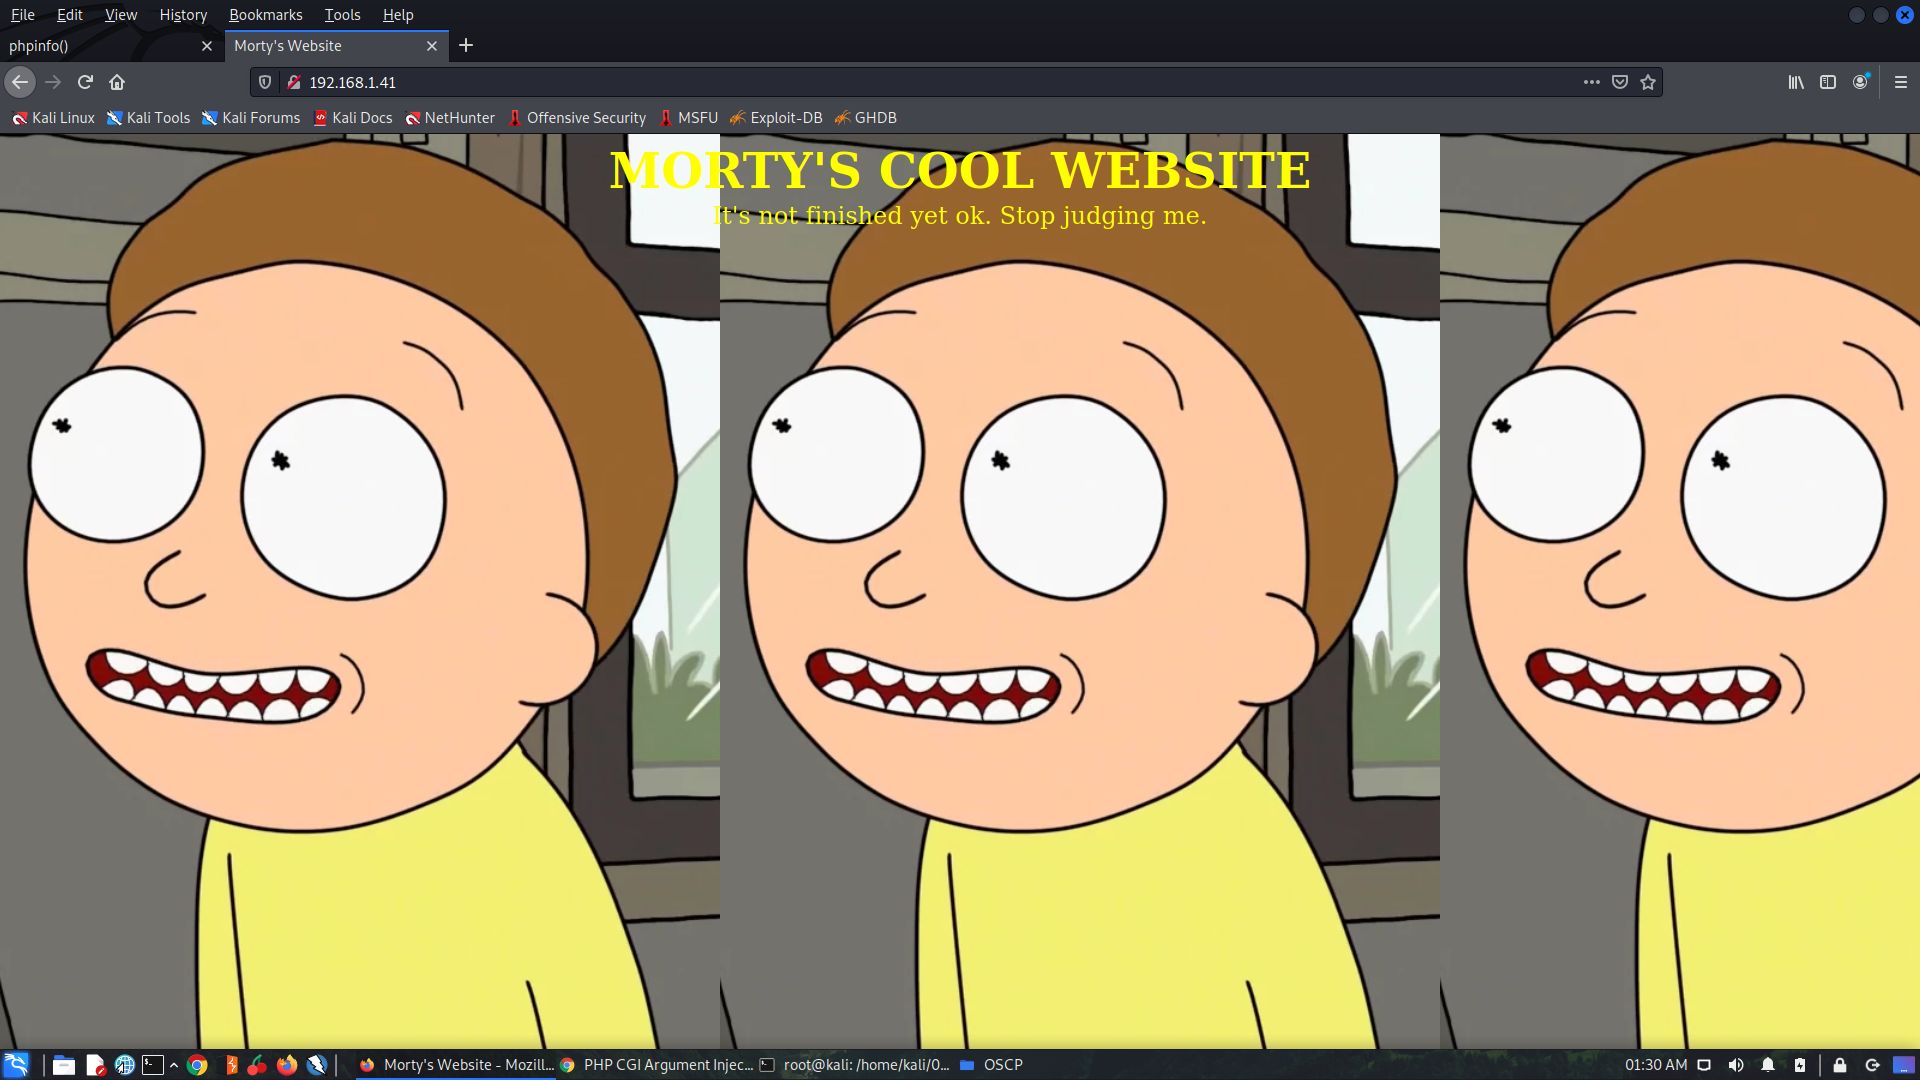 File Edit View History Bookmarks Tools Help
phpinfo() Morty's Website
192.168.1.41
Kali Linux Kali Tools Kali Forums Kali Docs NetHunter Offensive Security MSFU Exploit-DB GHDB
MORTY'S COOL WEBSITE
It's not finished yet ok. Stop judging me.
Morty's Website - Mozill... PHP CGI Argument Injec... root@kali: /home/kali/0... OSCP 01:30 AM